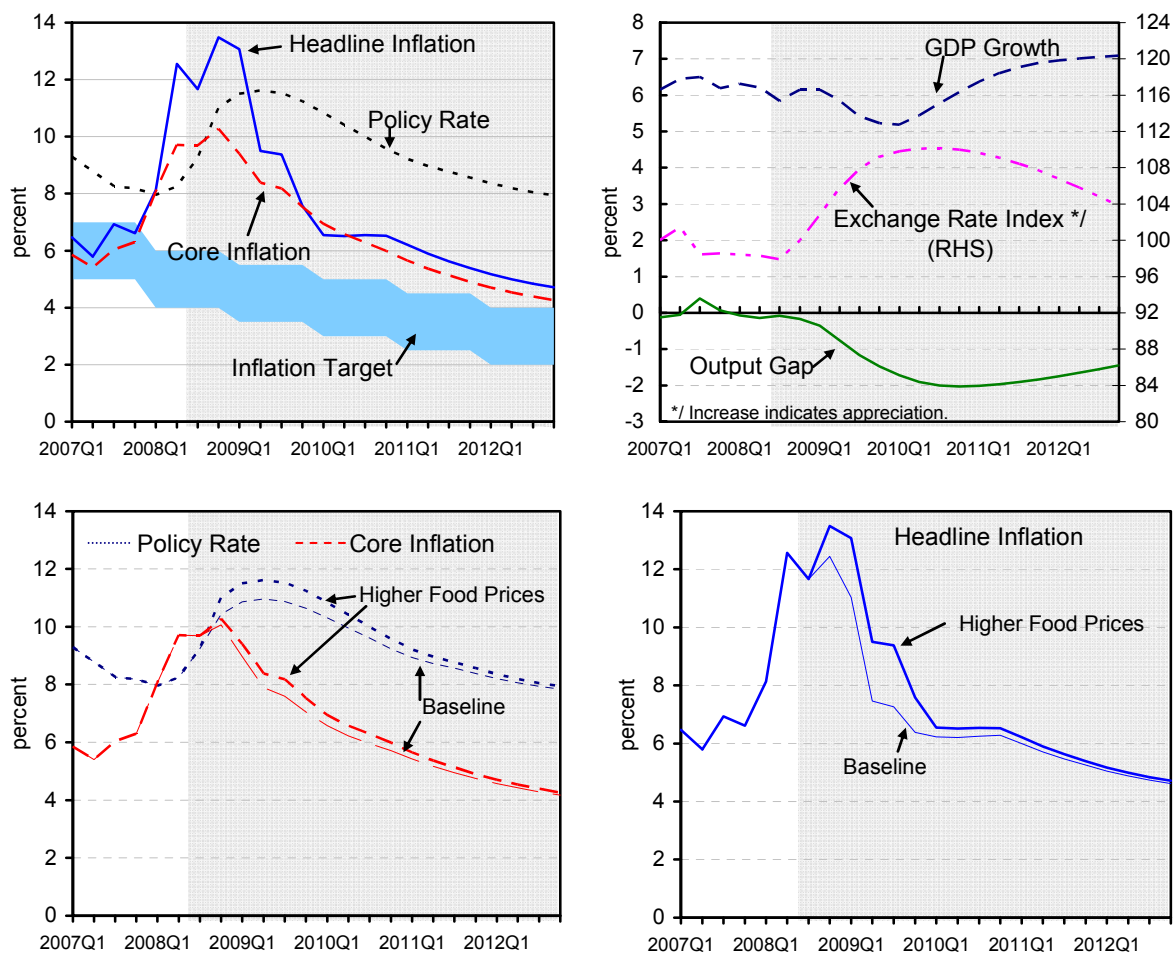 14
12
10
8
6
4
2
0
percent
Headline Inflation
Policy Rate
Core Inflation
Inflation Target
2007Q1 2008Q1 2009Q1 2010Q1 2011Q1 2012Q1
8
7
6
5
4
3
2
1
0
-1
-2
-3
percent
124
120
116
112
108
104
100
96
92
88
84
80
GDP Growth
Exchange Rate Index */
(RHS)
Output Gap
*/ Increase indicates appreciation.
2007Q1 2009Q1 2010Q1 2012Q1
14
12
10
8
6
4
2
0
percent
Policy Rate Core Inflation
Higher Food Prices
Baseline
2007Q1 2008Q1 2009Q1 2010Q1 2011Q1 2012Q1
14
12
10
8
6
4
2
0
percent
Headline Inflation
Higher Food Prices
Baseline
2007Q1 2008Q1 2009Q1 2010Q1 2011Q1 2012Q1